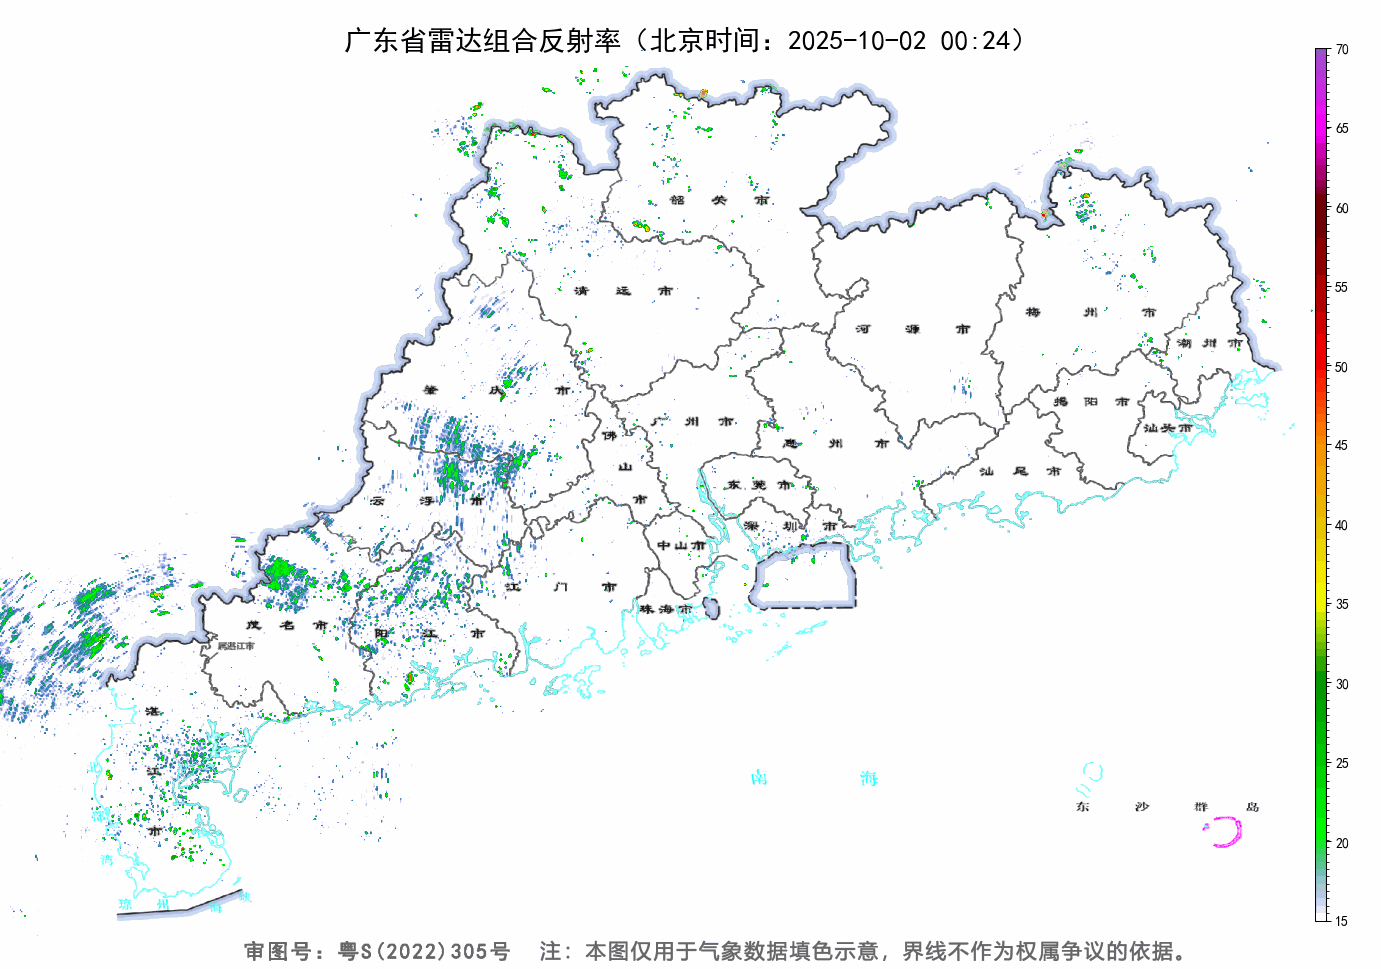 广东省雷达组合反射率（北京时间：2025-10-02 00:24）
70
65
60
55
50
45
40
35
30
25
20
15
韶关市
清远市
河源市
梅州市
潮州市
肇庆市
广州市
佛山市
惠州市
揭阳市
汕头市
汕尾市
云浮市
东莞市
深圳市
中山市
江门市
珠海市
茂名市
属湛江市
阳江市
湛江市
南海
东沙群岛
北部湾
琼州海峡
审图号：粤S(2022)305号 注：本图仅用于气象数据填色示意，界线不作为权属争议的依据。